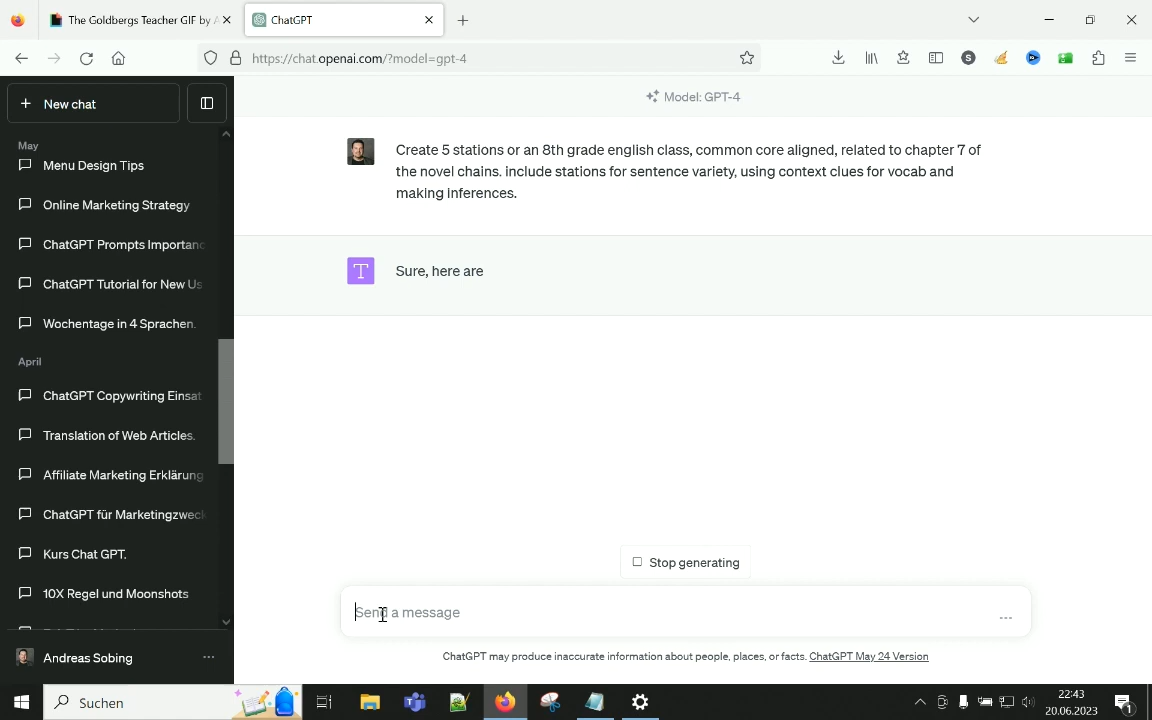 The Goldbergs Teacher GIF by A
ChatGPT
https://chat.openai.com/?model=gpt-4
S
New chat
Model: GPT-4
May
Menu Design Tips
Online Marketing Strategy
ChatGPT Prompts Importanc
ChatGPT Tutorial for New Us
Wochentage in 4 Sprachen.
April
ChatGPT Copywriting Einsat
Translation of Web Articles.
Affiliate Marketing Erklärung
ChatGPT für Marketingzweck
Kurs Chat GPT.
10X Regel und Moonshots
Andreas Sobing
Create 5 stations or an 8th grade english class, common core aligned, related to chapter 7 of
the novel chains. include stations for sentence variety, using context clues for vocab and
making inferences.
T
Sure, here are
Stop generating
Send a message
ChatGPT may produce inaccurate information about people, places, or facts. ChatGPT May 24 Version
Suchen
22:43
20.06.2023
1